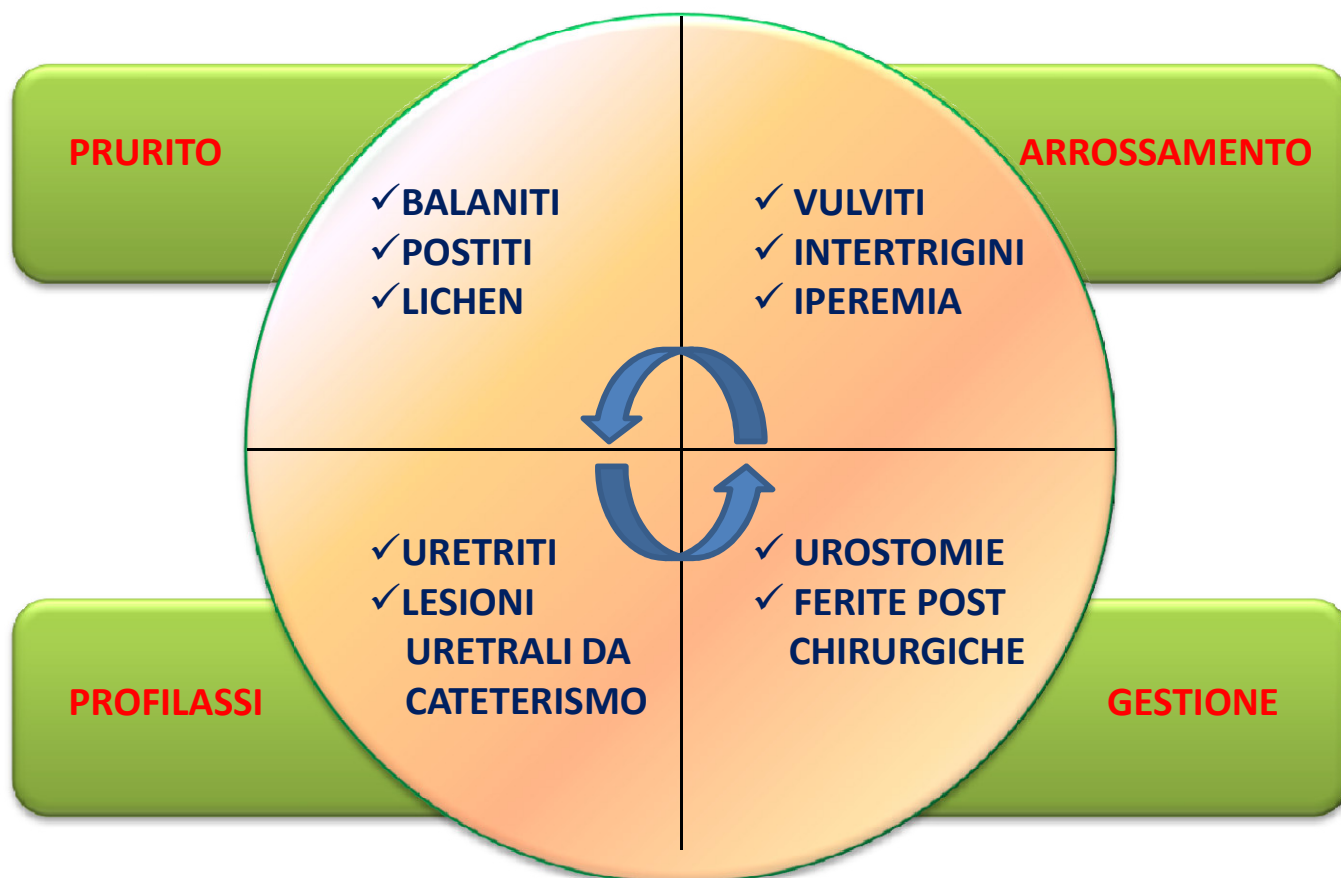 PRURITO
✓BALANITI
✓POSTITI
✓LICHEN
ARROSSAMENTO
✓ VULVITI
✓ INTERTRIGINI
✓ IPEREMIA
PROFILASSI
✓URETRITI
✓LESIONI
URETRALI DA
CATETERISMO
GESTIONE
✓ UROSTOMIE
✓ FERITE POST
CHIRURGICHE